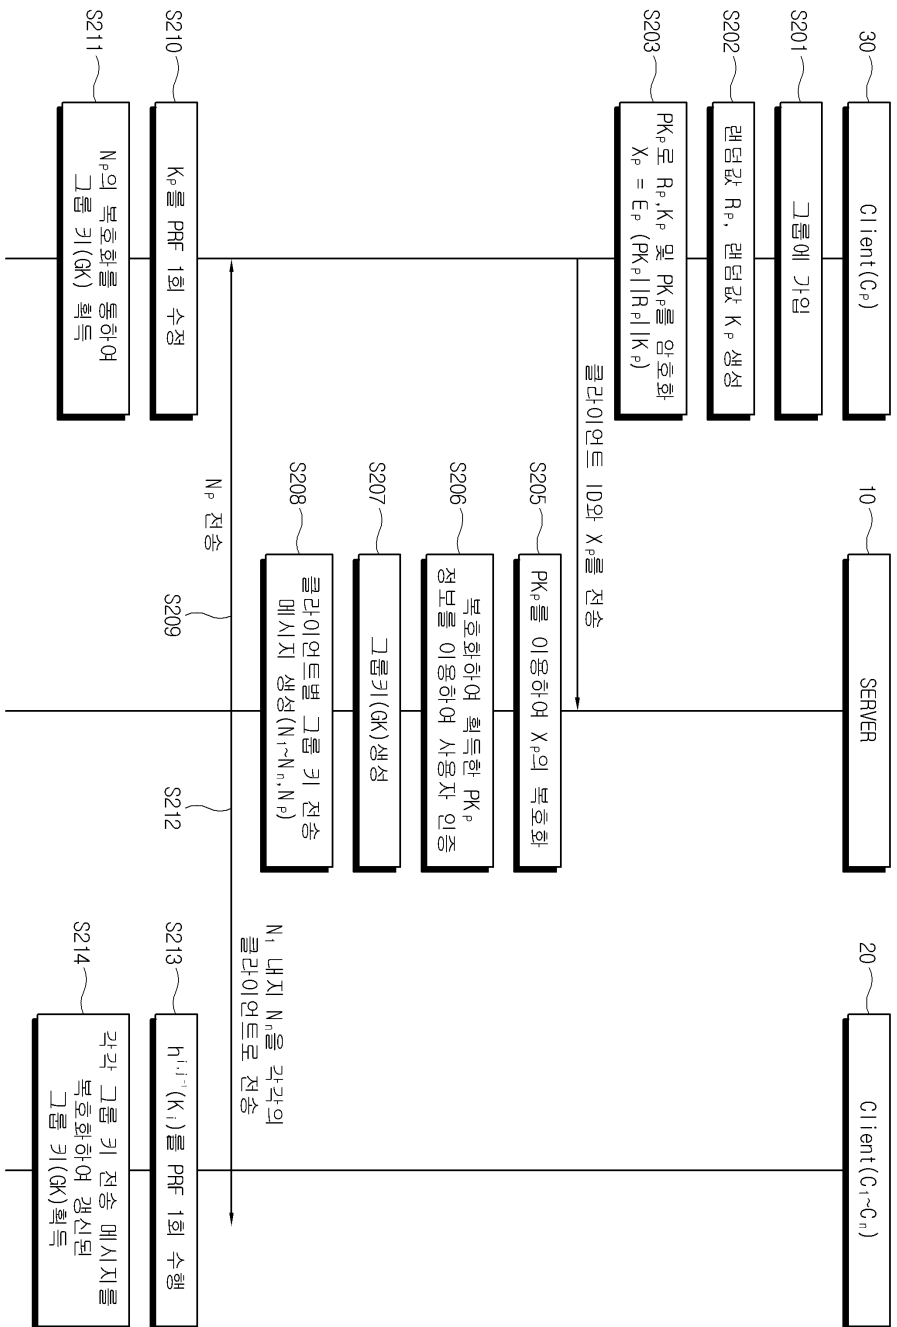 30
Client(Cₚ)
10
SERVER
20
Client(C₁~Cₙ)
S201
그룹에 가입
S202
랜덤값 Rₚ, 랜덤값 Kₚ 생성
S203
PKₚ로 Rₚ,Kₚ 및 PKₚ를 암호화
Xₚ = Eₚ (PKₚ||Rₚ||Kₚ)
클라이언트 ID와 Xₚ를 전송
S205
PKₚ를 이용하여 Xₚ의 복호화
S206
복호화하여 획득한 PKₚ
정보를 이용하여 사용자 인증
S207
그룹키(GK)생성
S208
클라이언트별 그룹 키 전송
메시지 생성(N₁~Nₙ,Nₚ)
Nₚ 전송
S209
S212
N₁ 내지 Nₙ을 각각의
클라이언트로 전송
S210
Kₚ를 PRF 1회 수정
S213
hⁱ,ʲ⁻¹(Kᵢ)를 PRF 1회 수행
S211
Nₚ의 복호화를 통하여
그룹 키(GK) 획득
S214
각각 그룹 키 전송 메시지를
복호화하여 갱신된
그룹 키(GK)획득